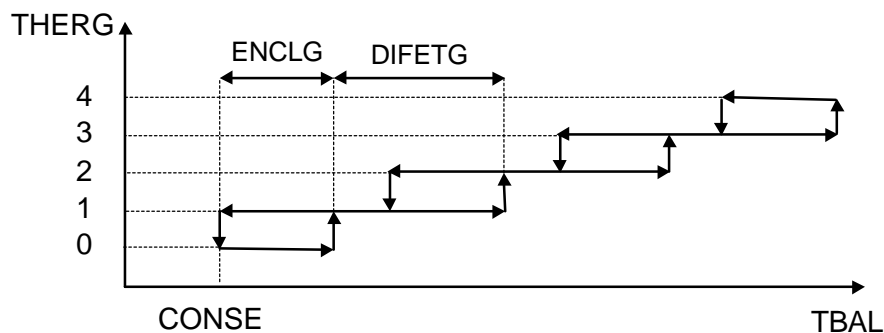 THERG
ENCLG
DIFETG
4
3
2
1
0
CONSE
TBAL